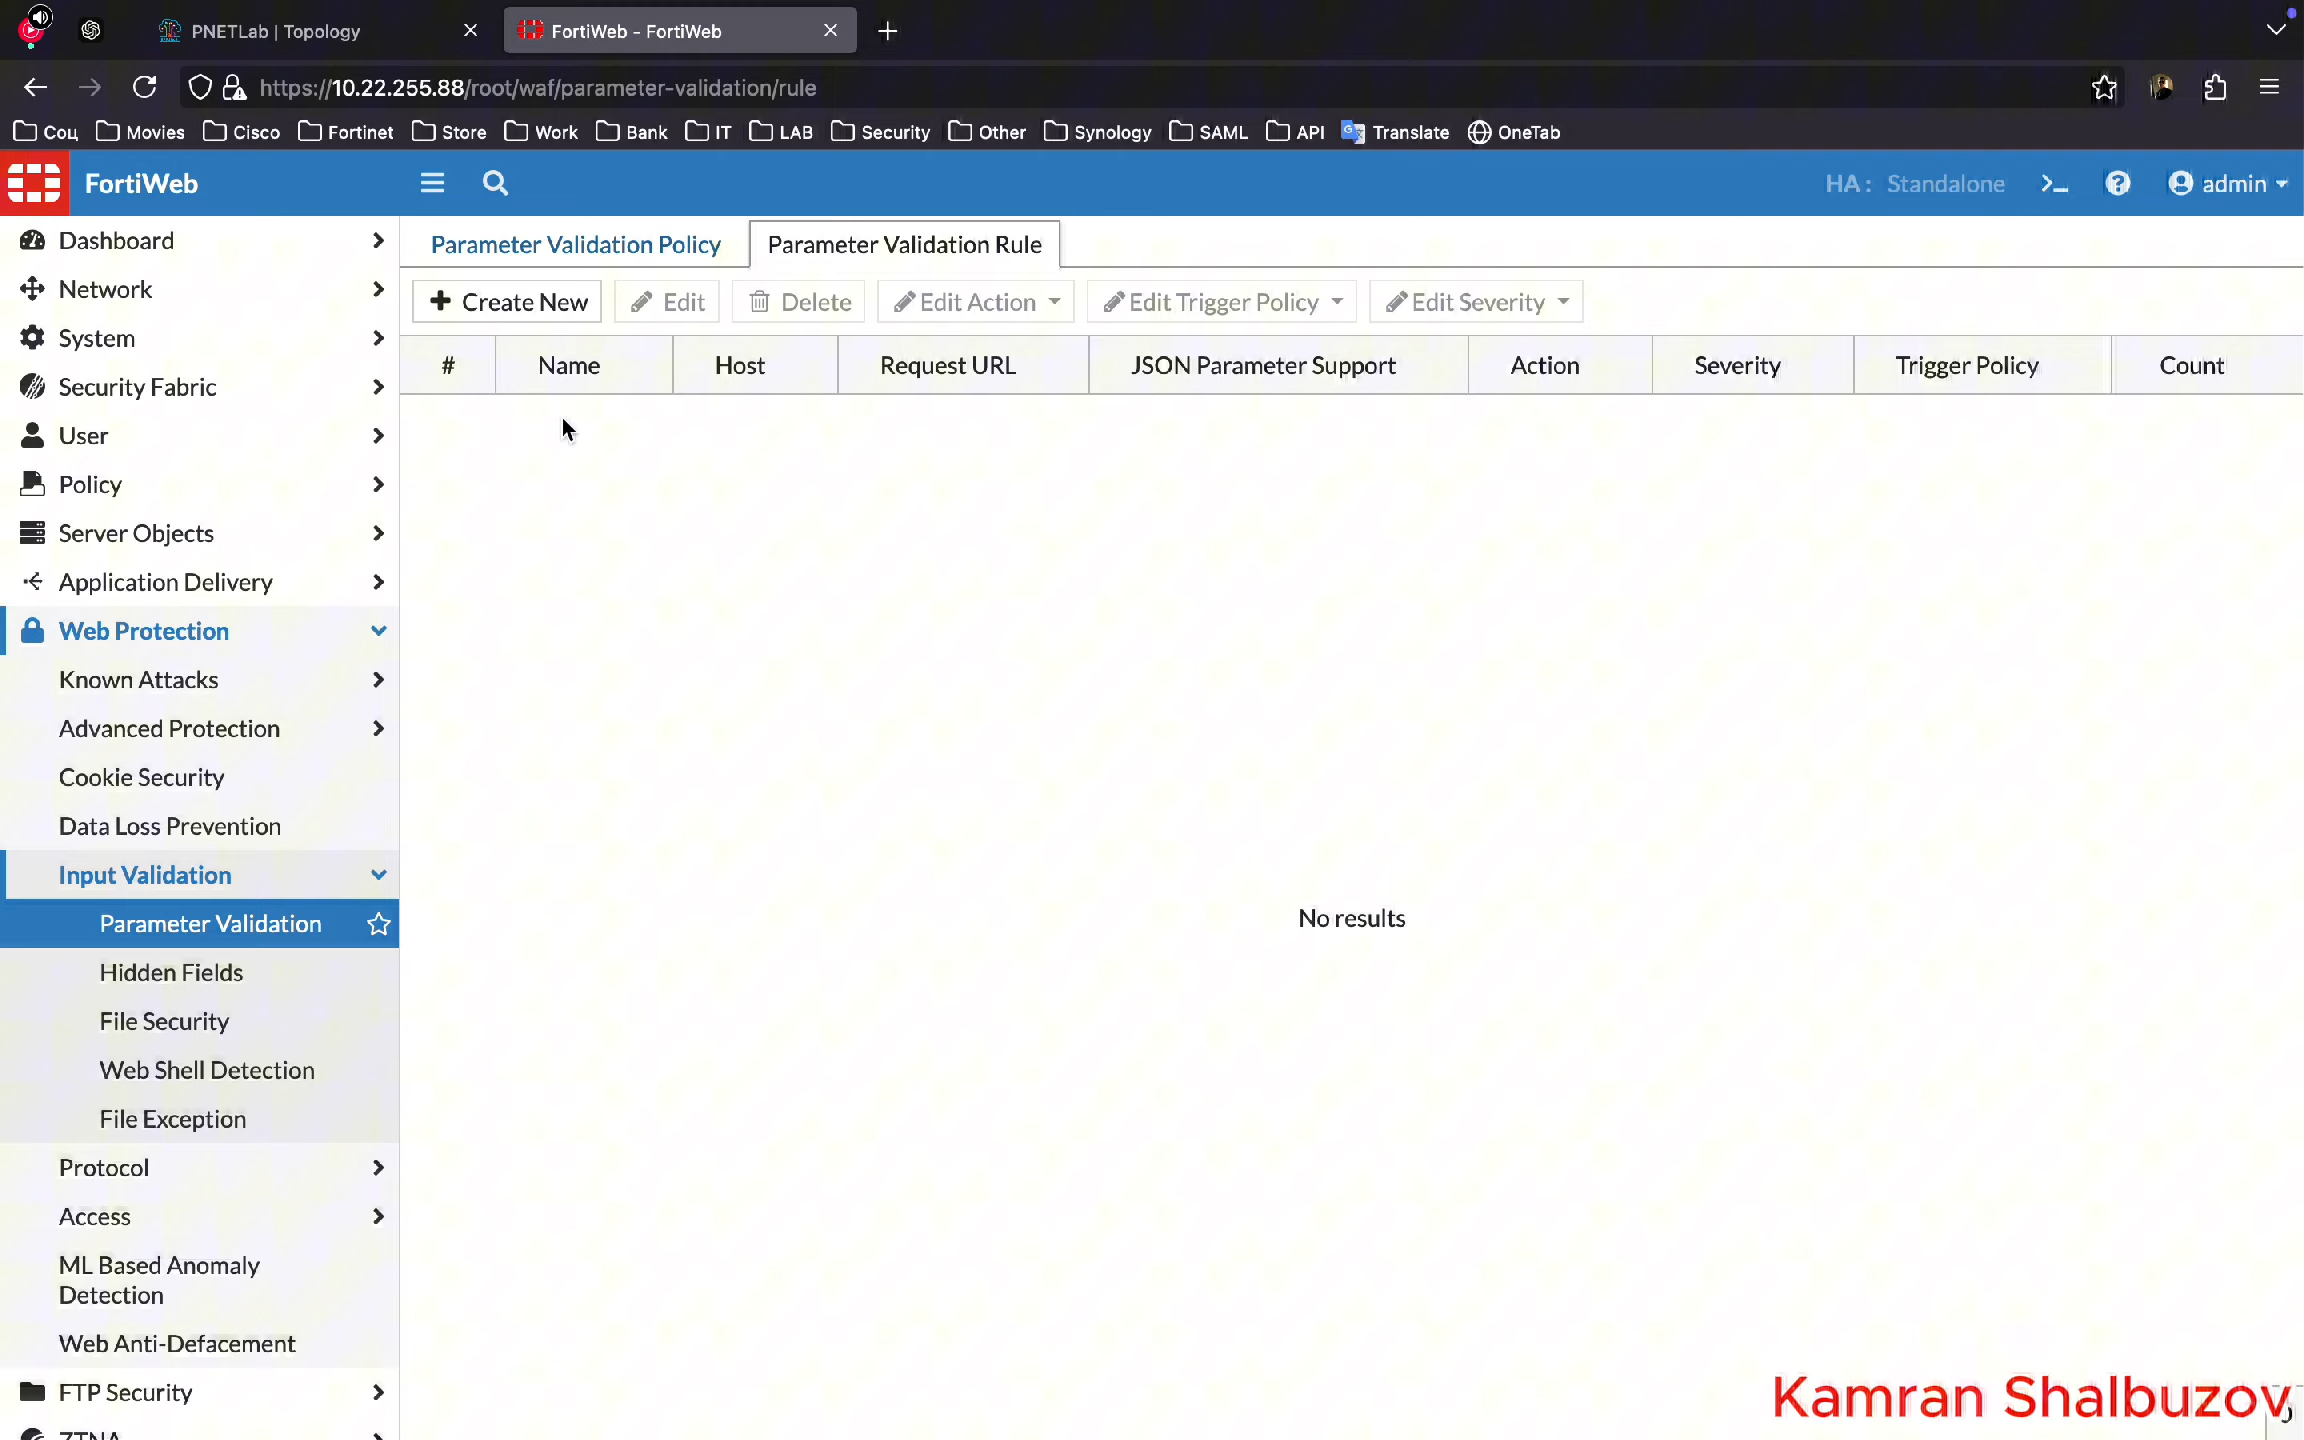 PNETLab | Topology
FortiWeb - FortiWeb
https://10.22.255.88/root/waf/parameter-validation/rule
Соц Movies Cisco Fortinet Store Work Bank IT LAB Security Other Synology SAML API Translate OneTab
FortiWeb
HA: Standalone
admin
Dashboard
Network
System
Security Fabric
User
Policy
Server Objects
Application Delivery
Web Protection
Known Attacks
Advanced Protection
Cookie Security
Data Loss Prevention
Input Validation
Parameter Validation
Hidden Fields
File Security
Web Shell Detection
File Exception
Protocol
Access
ML Based Anomaly
Detection
Web Anti-Defacement
FTP Security
ZTNA
Parameter Validation Policy
Parameter Validation Rule
+ Create New Edit Delete Edit Action Edit Trigger Policy Edit Severity
# Name Host Request URL JSON Parameter Support Action Severity Trigger Policy Count
No results
Kamran Shalbuzov